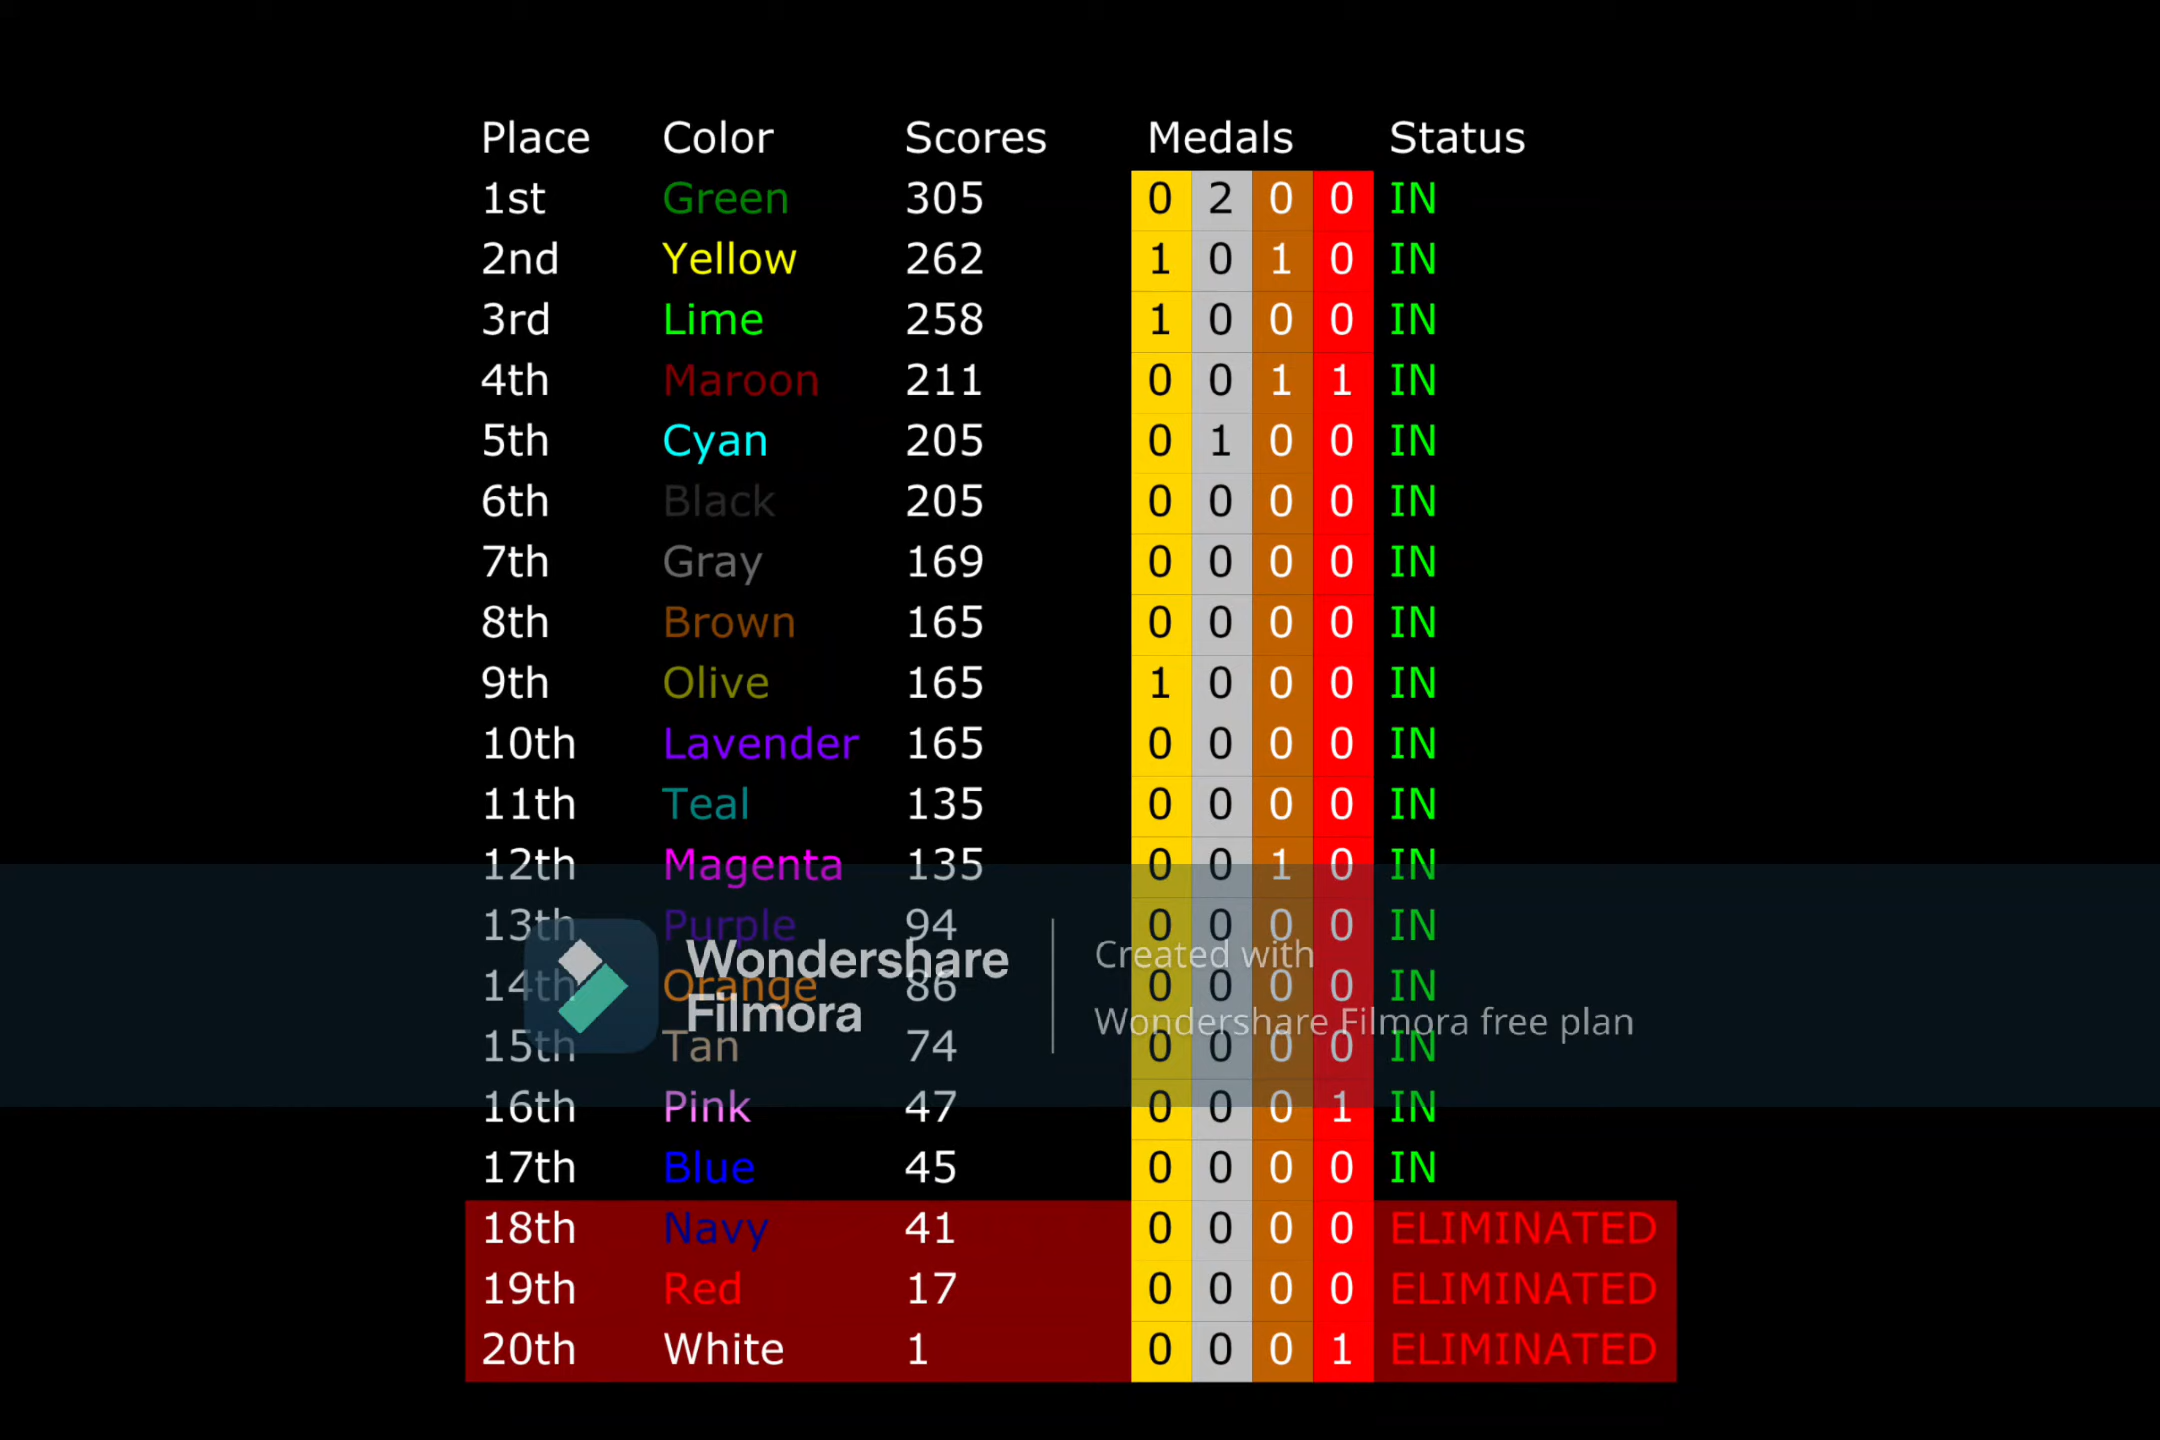 Place Color Scores Medals Status
1st Green 305 0 2 0 0 IN
2nd Yellow 262 1 0 1 0 IN
3rd Lime 258 1 0 0 0 IN
4th Maroon 211 0 0 1 1 IN
5th Cyan 205 0 1 0 0 IN
6th Black 205 0 0 0 0 IN
7th Gray 169 0 0 0 0 IN
8th Brown 165 0 0 0 0 IN
9th Olive 165 1 0 0 0 IN
10th Lavender 165 0 0 0 0 IN
11th Teal 135 0 0 0 0 IN
12th Magenta 135 0 0 1 0 IN
13th Purple 94 0 0 0 0 IN
Wondershare Created with
14th Orange 86 0 0 0 0 IN
Filmora Wondershare Filmora free plan
15th Tan 74 0 0 0 0 IN
16th Pink 47 0 0 0 1 IN
17th Blue 45 0 0 0 0 IN
18th Navy 41 0 0 0 0 ELIMINATED
19th Red 17 0 0 0 0 ELIMINATED
20th White 1 0 0 0 1 ELIMINATED